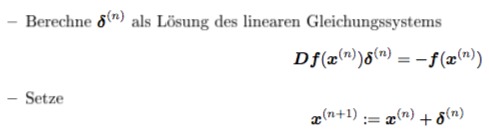 – Berechne δ⁽ⁿ⁾ als Lösung des linearen Gleichungssystems
Df(x⁽ⁿ⁾)δ⁽ⁿ⁾ = −f(x⁽ⁿ⁾)
– Setze
x⁽ⁿ⁺¹⁾ := x⁽ⁿ⁾ + δ⁽ⁿ⁾